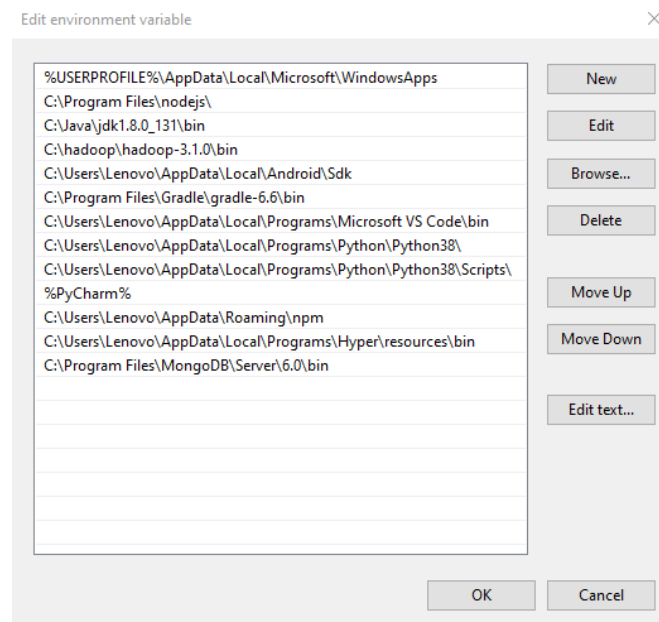 Edit environment variable
%USERPROFILE%\AppData\Local\Microsoft\WindowsApps
C:\Program Files\nodejs\
C:\Java\jdk1.8.0_131\bin
C:\hadoop\hadoop-3.1.0\bin
C:\Users\Lenovo\AppData\Local\Android\Sdk
C:\Program Files\Gradle\gradle-6.6\bin
C:\Users\Lenovo\AppData\Local\Programs\Microsoft VS Code\bin
C:\Users\Lenovo\AppData\Local\Programs\Python\Python38\
C:\Users\Lenovo\AppData\Local\Programs\Python\Python38\Scripts\
%PyCharm%
C:\Users\Lenovo\AppData\Roaming\npm
C:\Users\Lenovo\AppData\Local\Programs\Hyper\resources\bin
C:\Program Files\MongoDB\Server\6.0\bin
New
Edit
Browse...
Delete
Move Up
Move Down
Edit text...
OK
Cancel